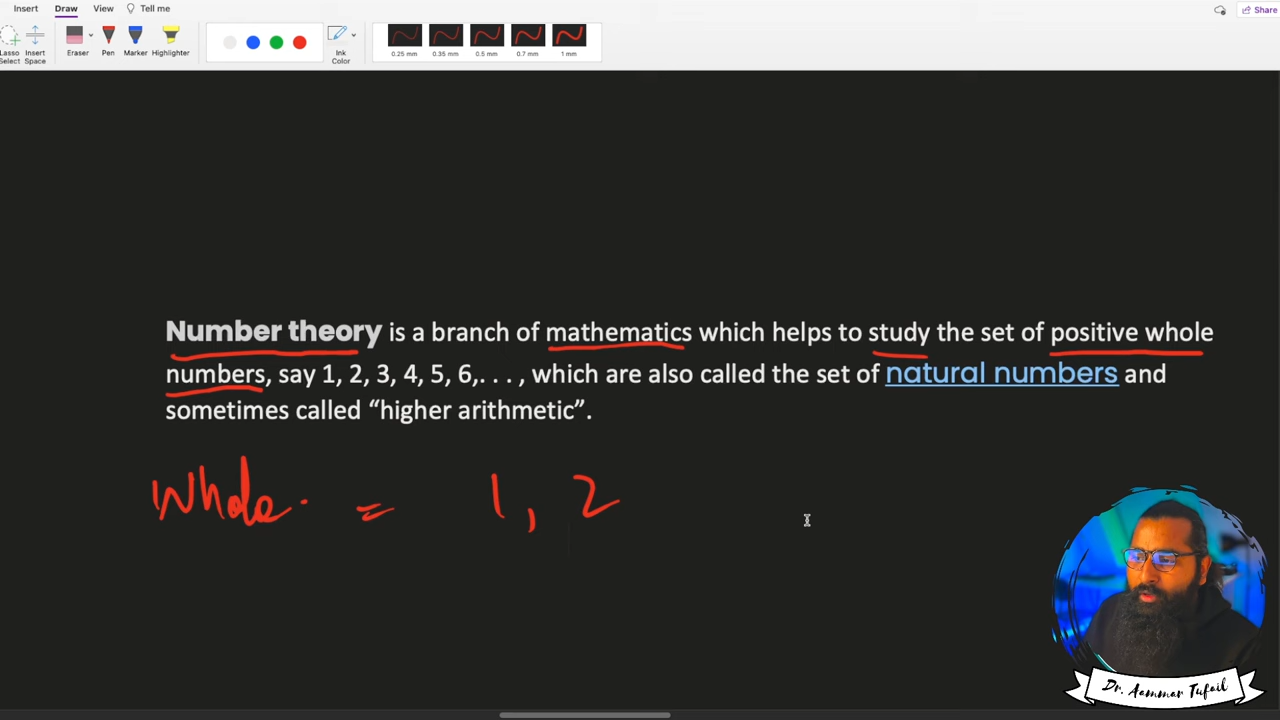 Insert Draw View Tell me Share
Lasso Select Insert Space Eraser Pen Marker Highlighter Ink Color 0.25 mm 0.35 mm 0.5 mm 0.7 mm 1 mm
Number theory is a branch of mathematics which helps to study the set of positive whole
numbers, say 1, 2, 3, 4, 5, 6,. . . , which are also called the set of natural numbers and
sometimes called “higher arithmetic”.
Whole. = 1, 2
Dr. Aammar Tufail